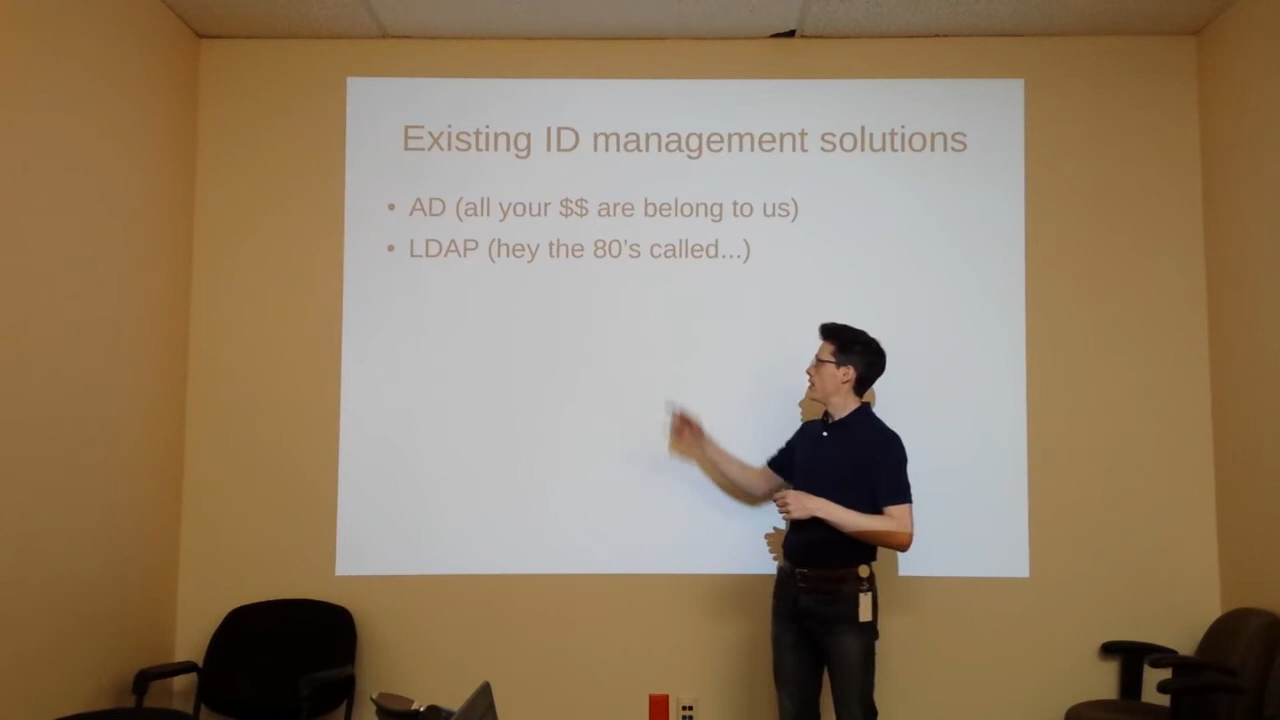 Existing ID management solutions
• AD (all your $$ are belong to us)
• LDAP (hey the 80's called...)